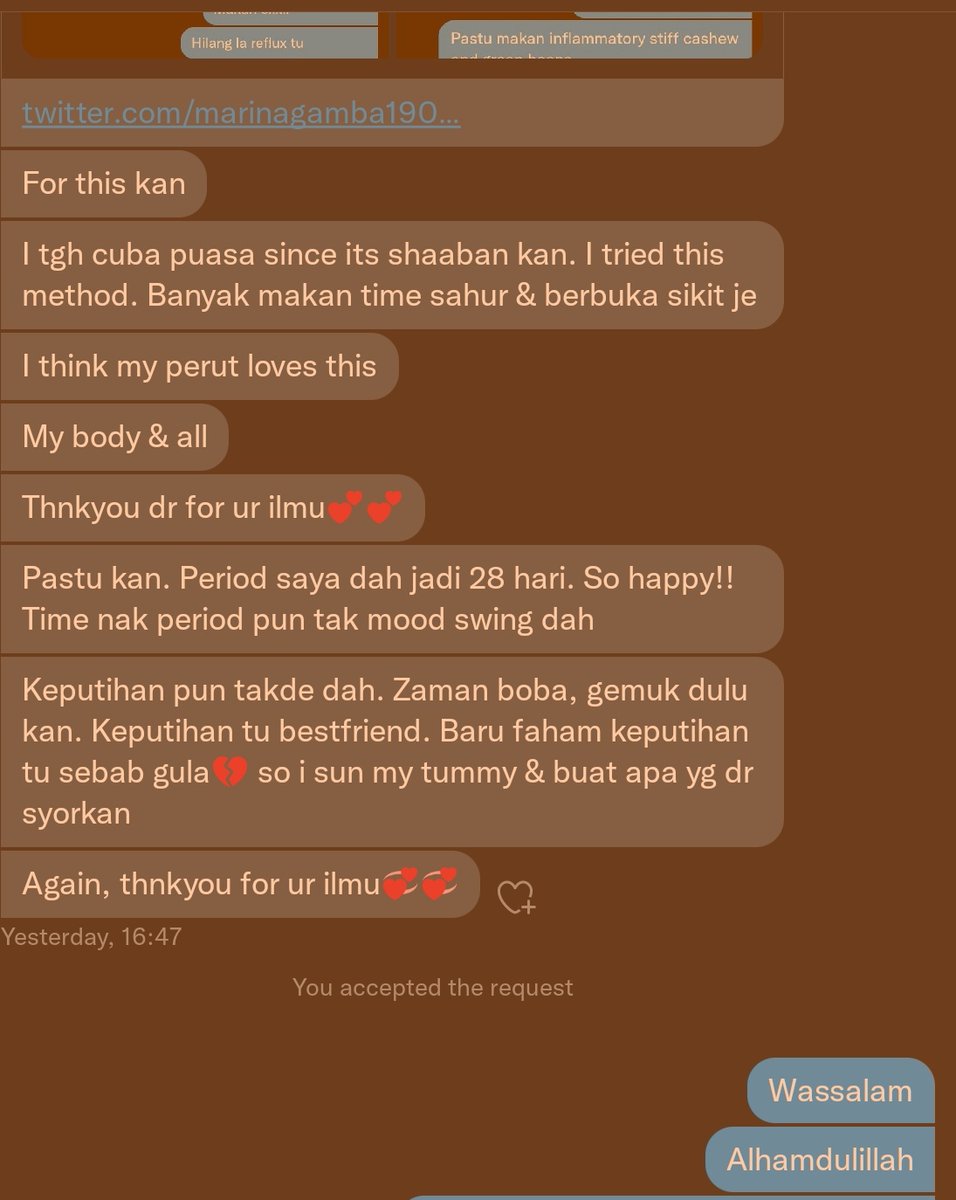 Hilang la reflux tu
Pastu makan inflammatory stiff cashew
and green beans
twitter.com/marinagamba190...
For this kan
I tgh cuba puasa since its shaaban kan. I tried this
method. Banyak makan time sahur & berbuka sikit je
I think my perut loves this
My body & all
Thnkyou dr for ur ilmu💕💕
Pastu kan. Period saya dah jadi 28 hari. So happy!!
Time nak period pun tak mood swing dah
Keputihan pun takde dah. Zaman boba, gemuk dulu
kan. Keputihan tu bestfriend. Baru faham keputihan
tu sebab gula💔 so i sun my tummy & buat apa yg dr
syorkan
Again, thnkyou for ur ilmu💞💞
Yesterday, 16:47
You accepted the request
Wassalam
Alhamdulillah